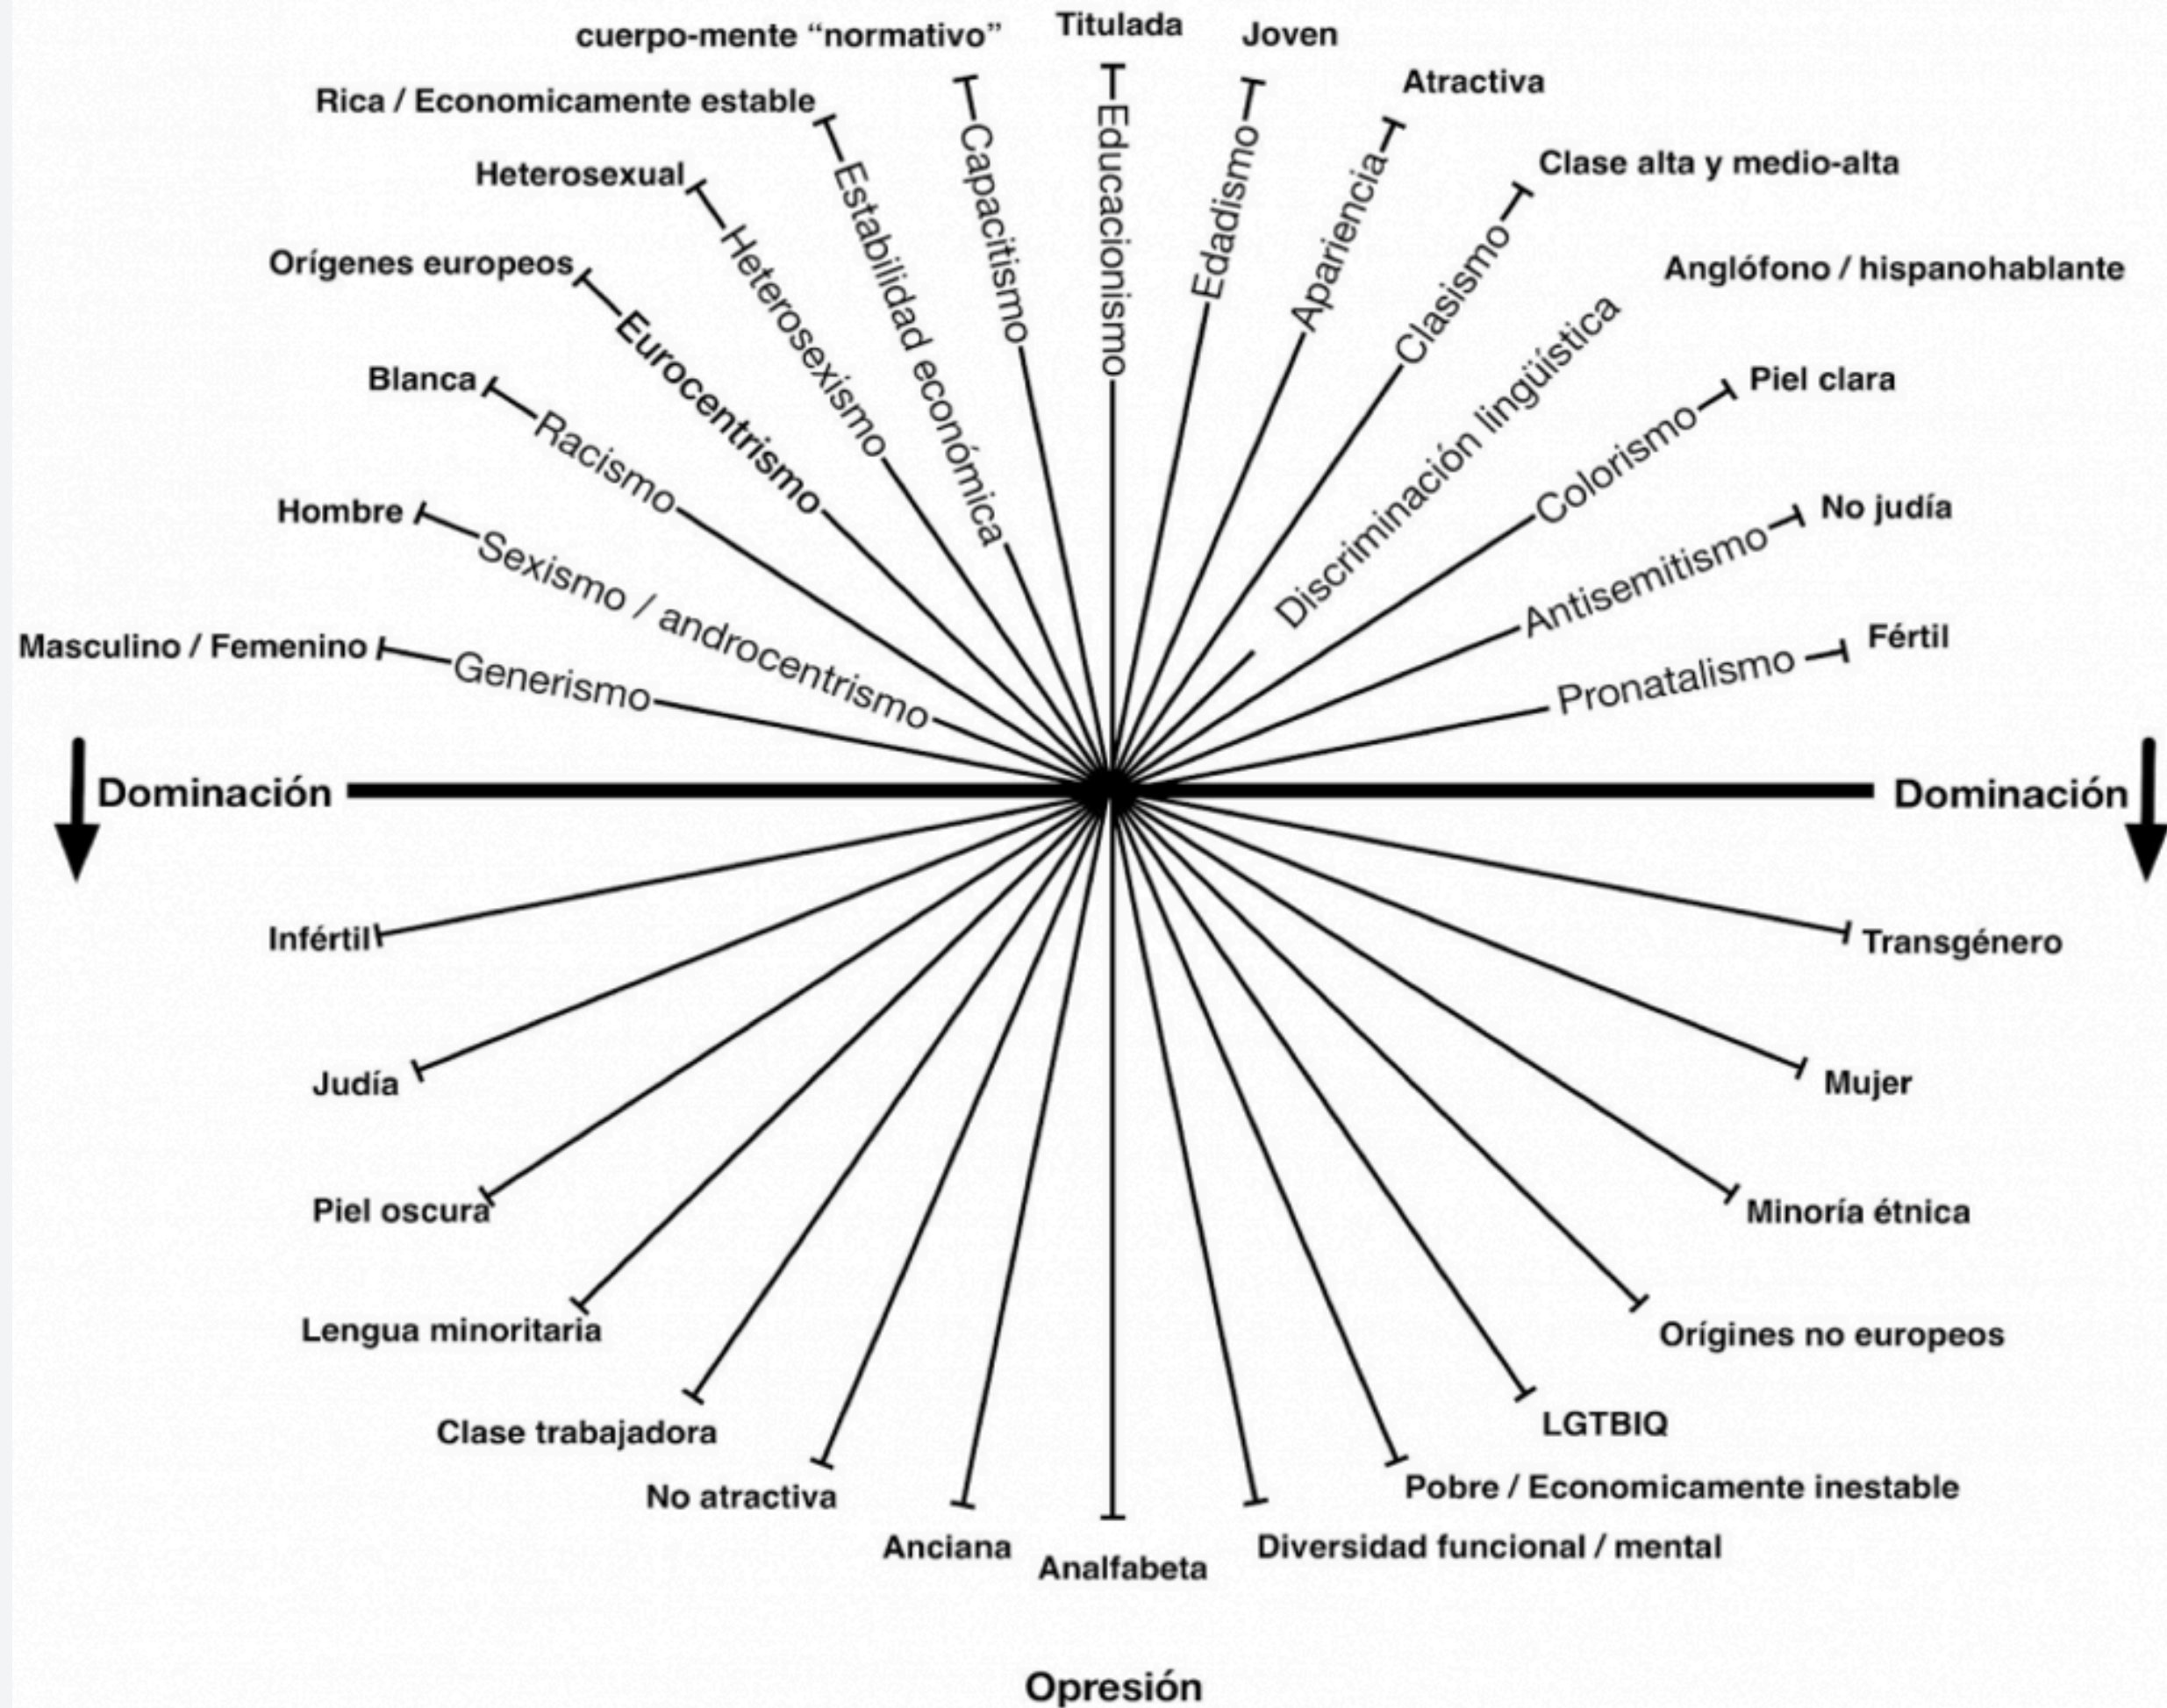 Titulada
cuerpo-mente “normativo”
Joven
Atractiva
Rica / Economicamente estable
Clase alta y medio-alta
Heterosexual
Orígenes europeos
Anglófono / hispanohablante
Blanca
Piel clara
Hombre
No judía
Masculino / Femenino
Fértil
Generismo
Sexismo / androcentrismo
Racismo
Eurocentrismo
Heterosexismo
Estabilidad económica
Capacitismo
Educacionismo
Edadismo
Apariencia
Clasismo
Discriminación lingüística
Colorismo
Antisemitismo
Pronatalismo
Dominación
Dominación
Infértil
Transgénero
Judía
Mujer
Piel oscura
Minoría étnica
Lengua minoritaria
Orígines no europeos
Clase trabajadora
LGTBIQ
No atractiva
Pobre / Economicamente inestable
Anciana
Diversidad funcional / mental
Analfabeta
Opresión